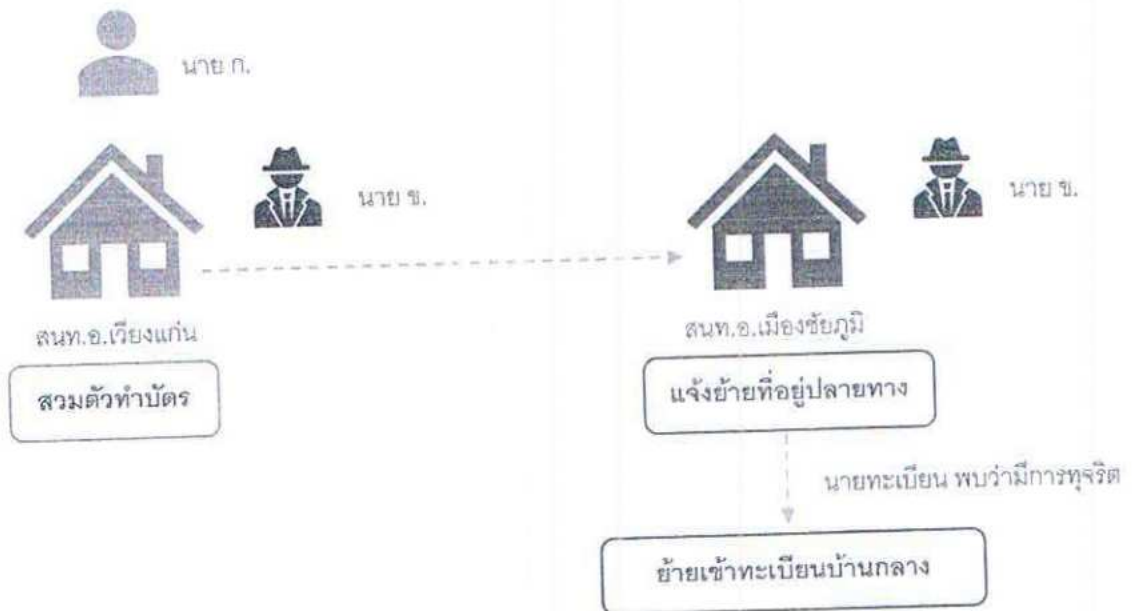 นาย ก.
นาย ข.
นาย ข.
สนท.อ.เวียงแก่น
สนท.อ.เมืองชัยภูมิ
สวมตัวทำบัตร
แจ้งย้ายที่อยู่ปลายทาง
นายทะเบียน พบว่ามีการทุจริต
ย้ายเข้าทะเบียนบ้านกลาง